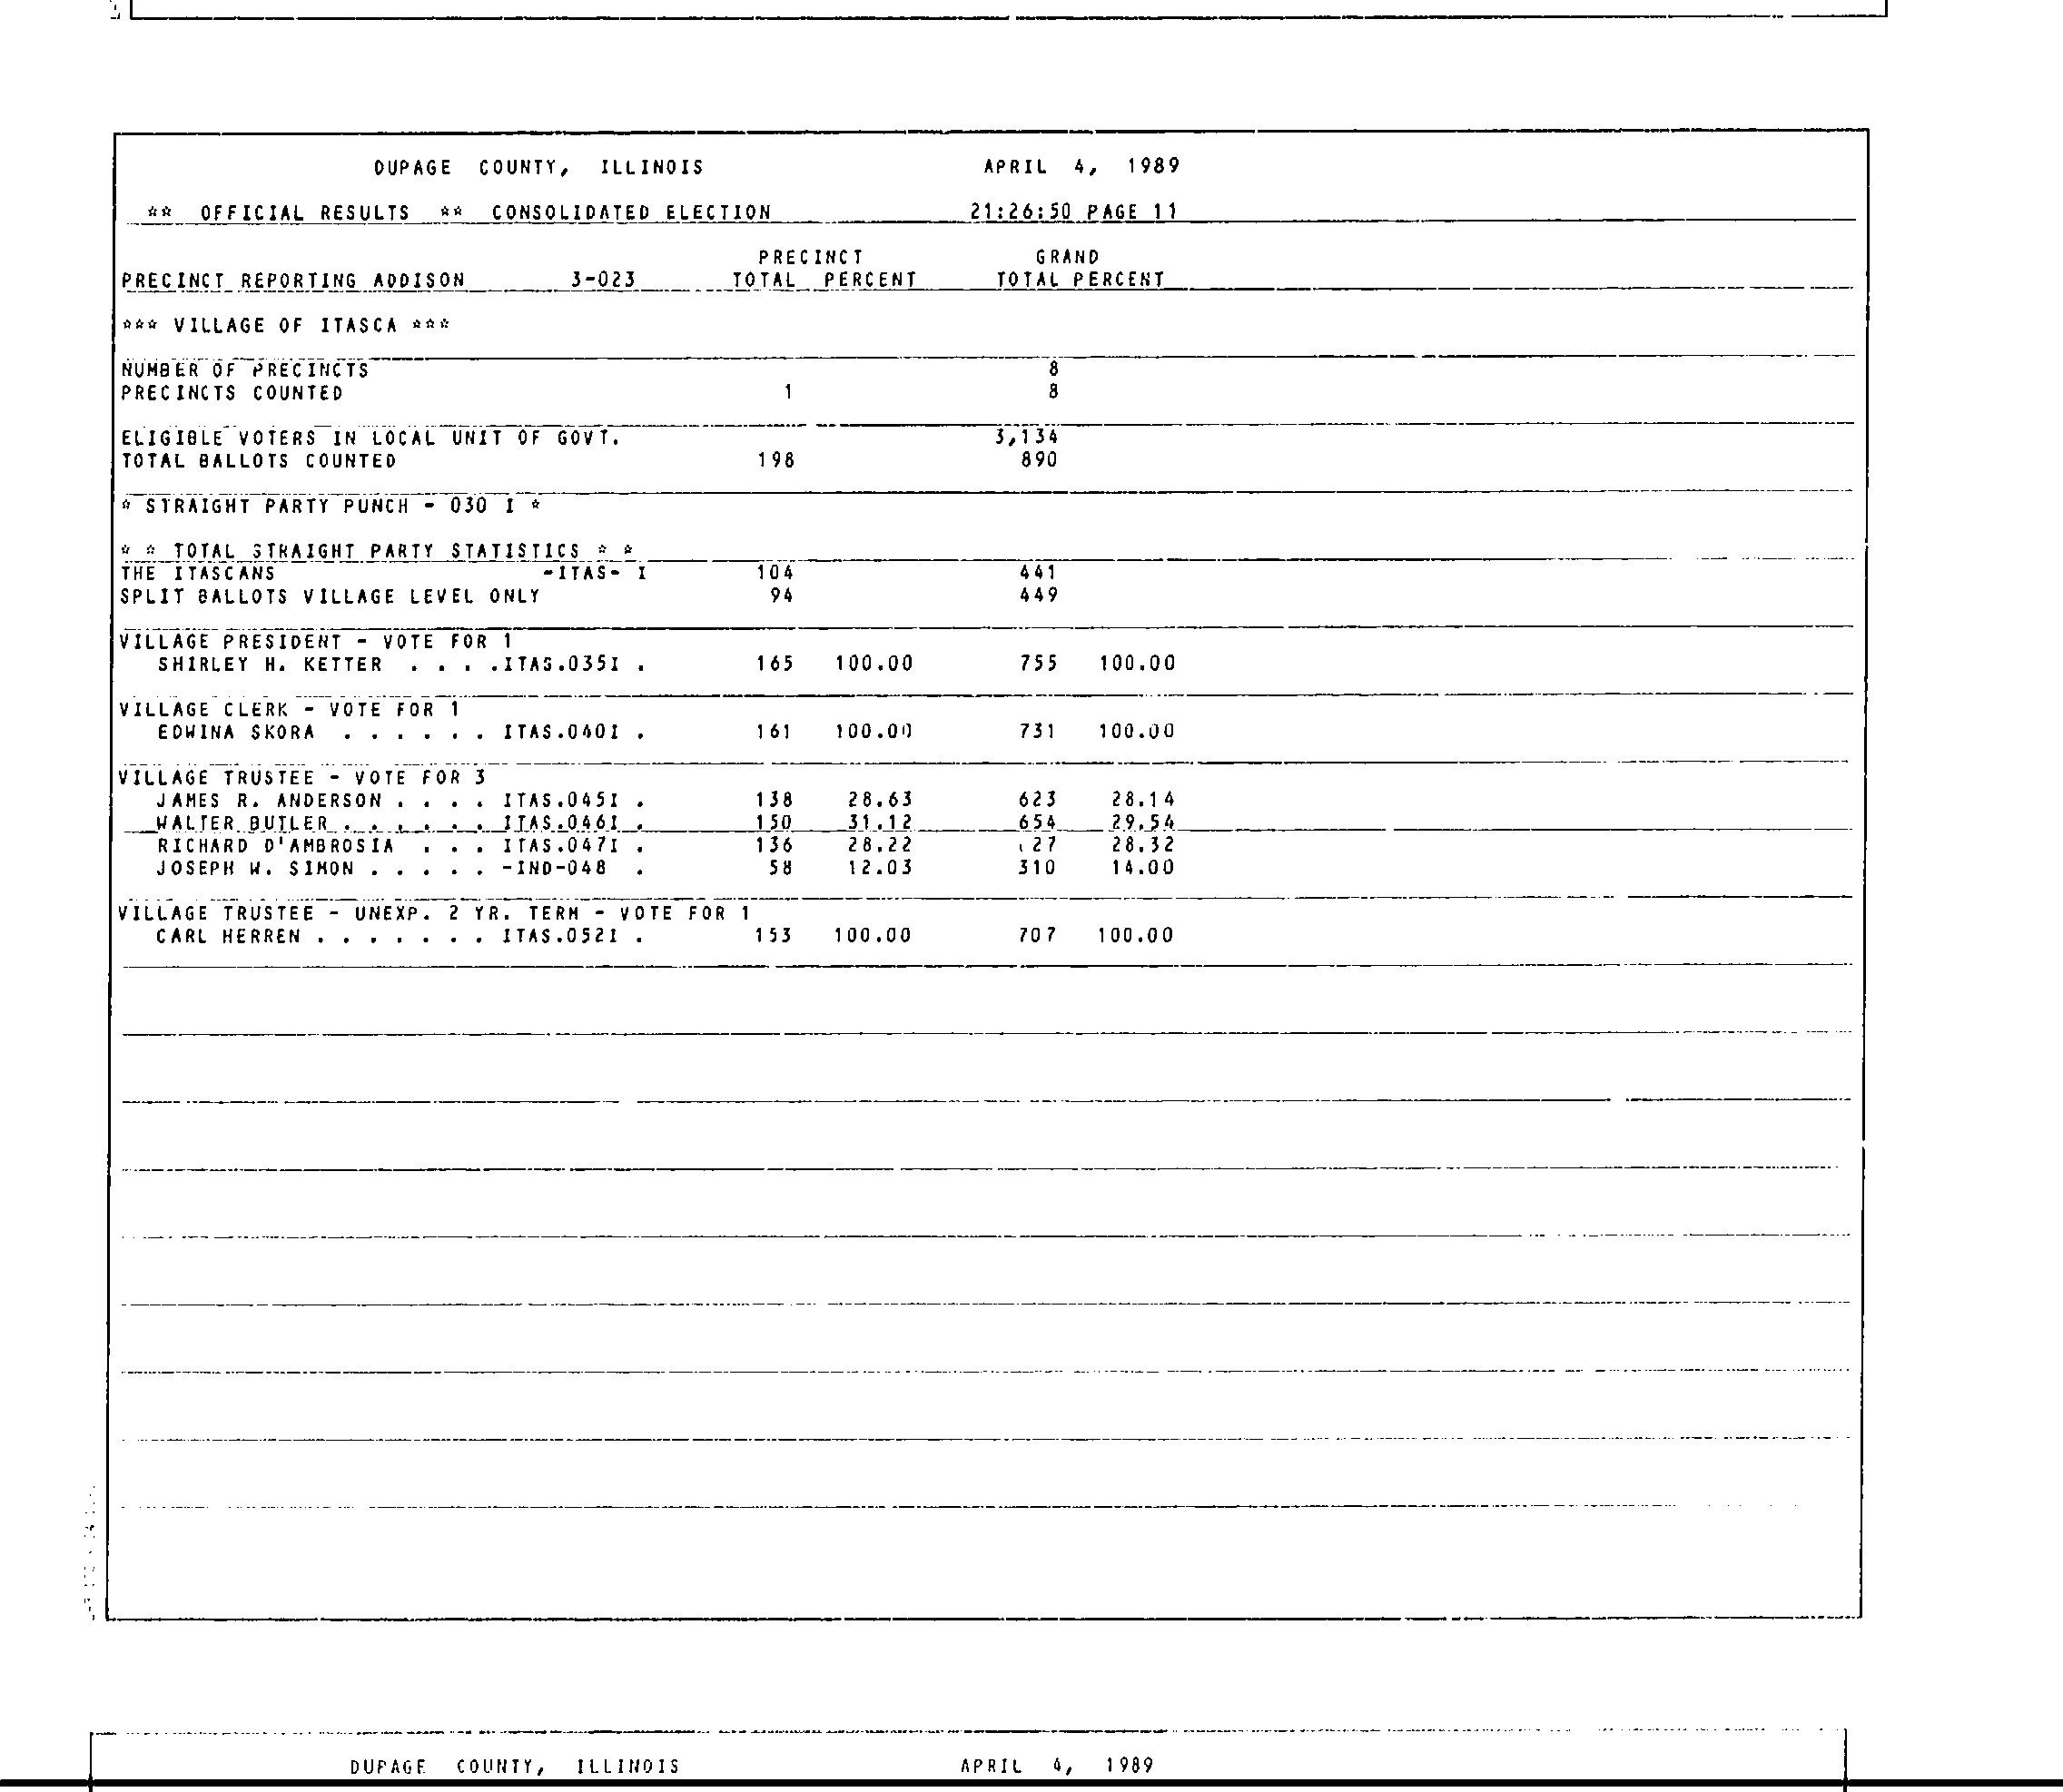 DUPAGE COUNTY, ILLINOIS APRIL 4, 1989
** OFFICIAL RESULTS ** CONSOLIDATED ELECTION 21:26:50 PAGE 11
PRECINCT GRAND
PRECINCT REPORTING ADDISON 3-023 TOTAL PERCENT TOTAL PERCENT
*** VILLAGE OF ITASCA ***
NUMBER OF PRECINCTS 8
PRECINCTS COUNTED 1 8
ELIGIBLE VOTERS IN LOCAL UNIT OF GOVT. 3,134
TOTAL BALLOTS COUNTED 198 890
* STRAIGHT PARTY PUNCH - 030 I *
* * TOTAL STRAIGHT PARTY STATISTICS * *
THE ITASCANS -ITAS- I 104 441
SPLIT BALLOTS VILLAGE LEVEL ONLY 94 449
VILLAGE PRESIDENT - VOTE FOR 1
SHIRLEY H. KETTER . . . .ITAS.035I . 165 100.00 755 100.00
VILLAGE CLERK - VOTE FOR 1
EDWINA SKORA . . . . . . ITAS.040I . 161 100.00 731 100.00
VILLAGE TRUSTEE - VOTE FOR 3
JAMES R. ANDERSON . . . . ITAS.045I . 138 28.63 623 28.14
WALTER BUTLER . . . . . . ITAS.046I . 150 31.12 654 29.54
RICHARD D'AMBROSIA . . . ITAS.047I . 136 28.22 28.32
JOSEPH W. SIMON . . . . . -IND-048 . 58 12.03 310 14.00
VILLAGE TRUSTEE - UNEXP. 2 YR. TERM - VOTE FOR 1
CARL HERREN . . . . . . . ITAS.052I . 153 100.00 707 100.00
DUPAGE COUNTY, ILLINOIS APRIL 4, 1989